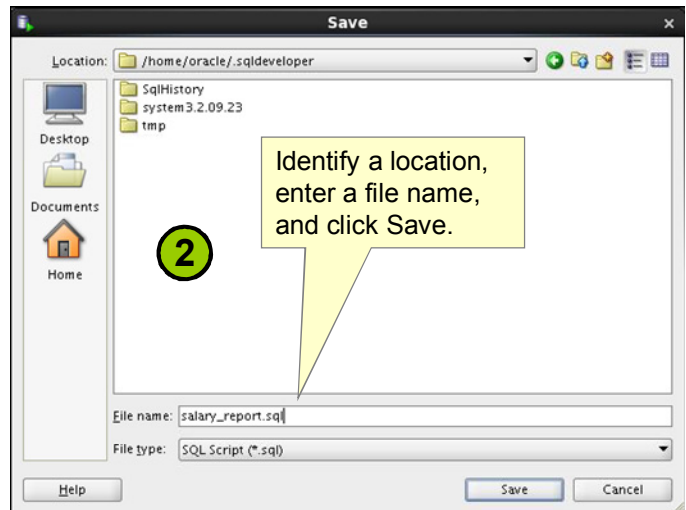 Save
Location: /home/oracle/.sqldeveloper
SqlHistory
system3.2.09.23
tmp
Desktop
Documents
Home
Identify a location,
enter a file name,
and click Save.
2
File name: salary_report.sql
File type: SQL Script (*.sql)
Help Save Cancel